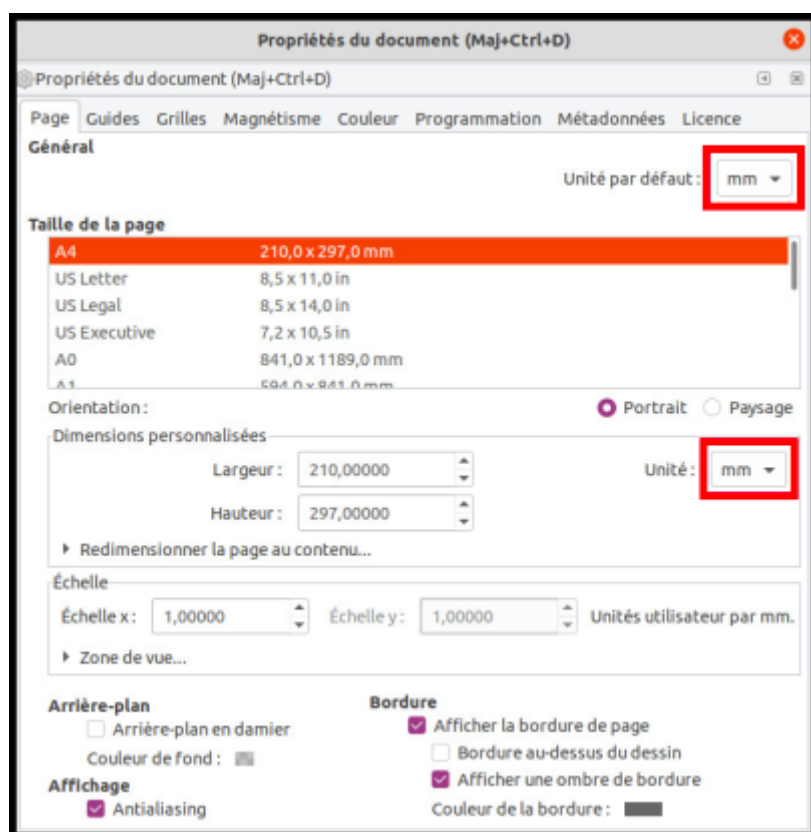 Propriétés du document (Maj+Ctrl+D)
Propriétés du document (Maj+Ctrl+D)
Page Guides Grilles Magnétisme Couleur Programmation Métadonnées Licence
Général
Unité par défaut : mm
Taille de la page
A4 210,0 x 297,0 mm
US Letter 8,5 x 11,0 in
US Legal 8,5 x 14,0 in
US Executive 7,2 x 10,5 in
A0 841,0 x 1189,0 mm
A1 594,0 x 841,0 mm
Orientation : Portrait Paysage
Dimensions personnalisées
Largeur : 210,00000 Unité : mm
Hauteur : 297,00000
Redimensionner la page au contenu...
Échelle
Échelle x : 1,00000 Échelle y : 1,00000 Unités utilisateur par mm.
Zone de vue...
Arrière-plan
Arrière-plan en damier
Couleur de fond :
Affichage
Antialiasing
Bordure
Afficher la bordure de page
Bordure au-dessus du dessin
Afficher une ombre de bordure
Couleur de la bordure :